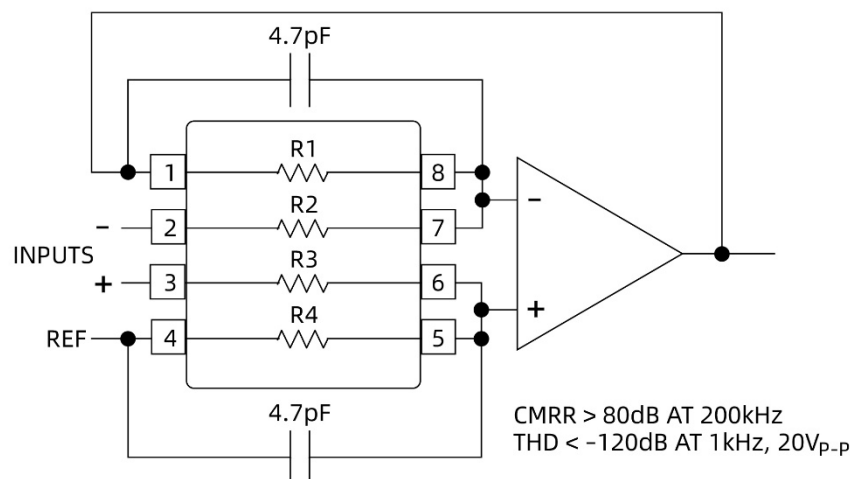 4.7pF
R1
1
8
R2
-
2
7
INPUTS
R3
+
3
6
-
+
R4
REF
4
5
4.7pF
CMRR > 80dB AT 200kHz
THD < -120dB AT 1kHz, 20VP-P